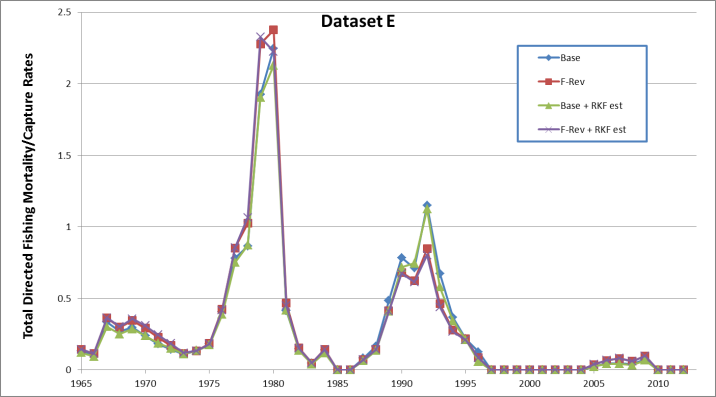 Dataset E
Total Directed Fishing Mortality/Capture Rates
2.5
2
1.5
1
0.5
0
Base
F-Rev
Base + RKF est
F-Rev + RKF est
1965 1970 1975 1980 1985 1990 1995 2000 2005 2010